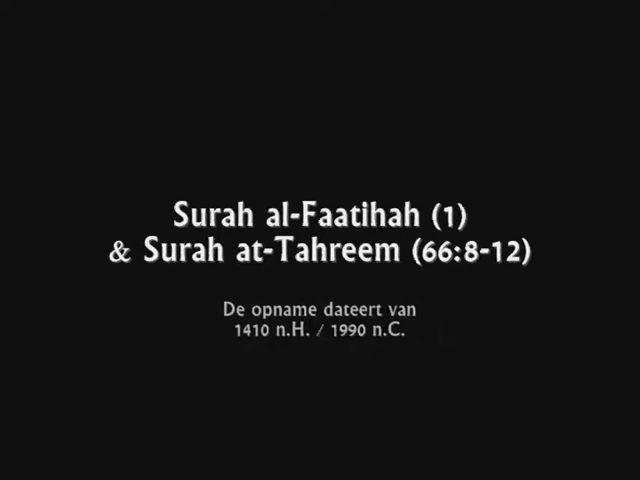 Surah al-Faatihah (1)
& Surah at-Tahreem (66:8-12)
De opname dateert van
1410 n.H. / 1990 n.C.